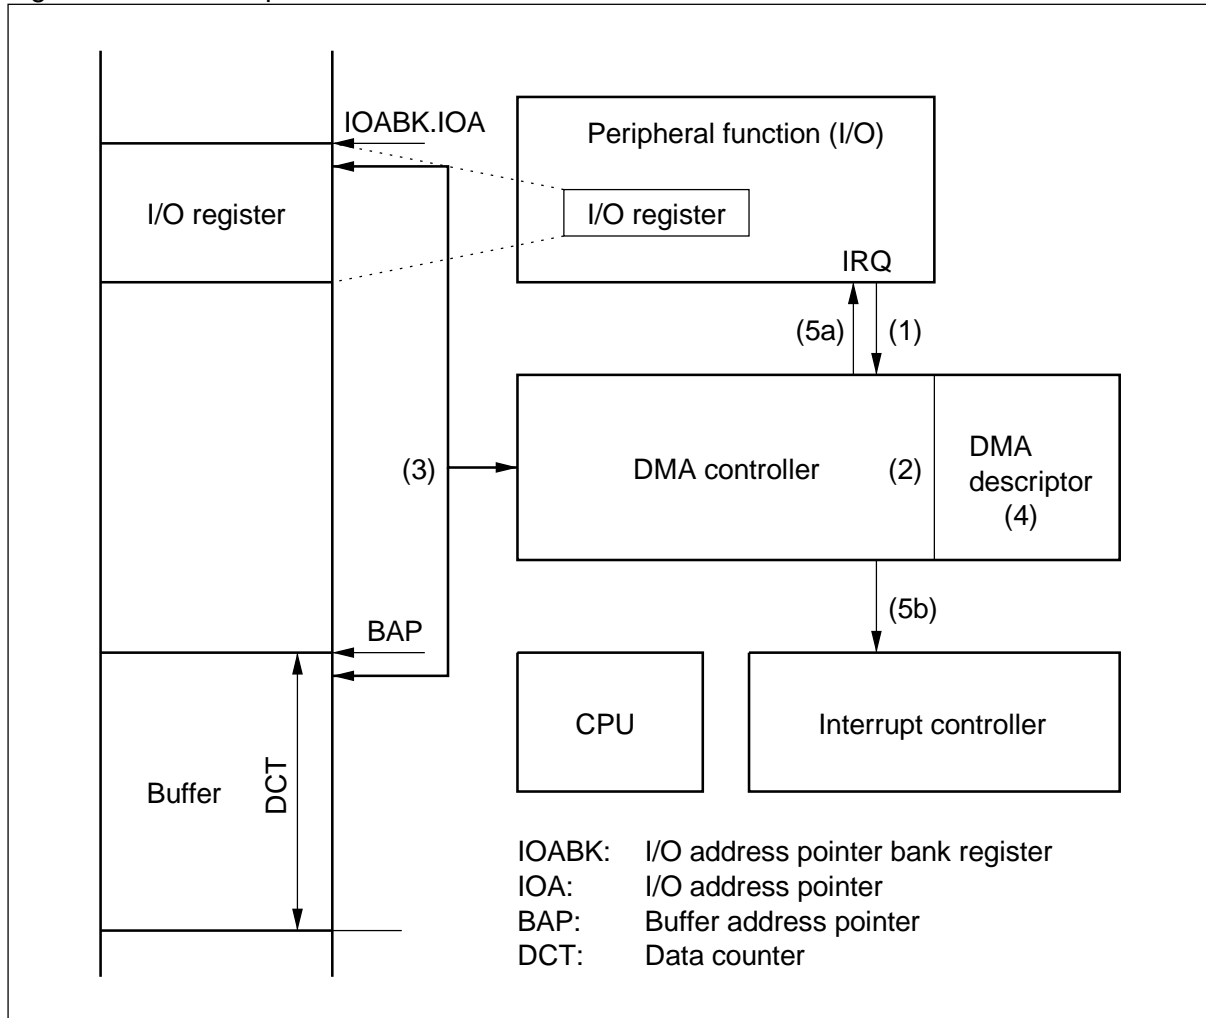 IOABK.IOA
Peripheral function (I/O)
I/O register
I/O register
IRQ
(5a)
(1)
(3)
DMA controller
(2)
DMA
descriptor
(4)
(5b)
BAP
CPU
Interrupt controller
Buffer
DCT
IOABK: I/O address pointer bank register
IOA: I/O address pointer
BAP: Buffer address pointer
DCT: Data counter